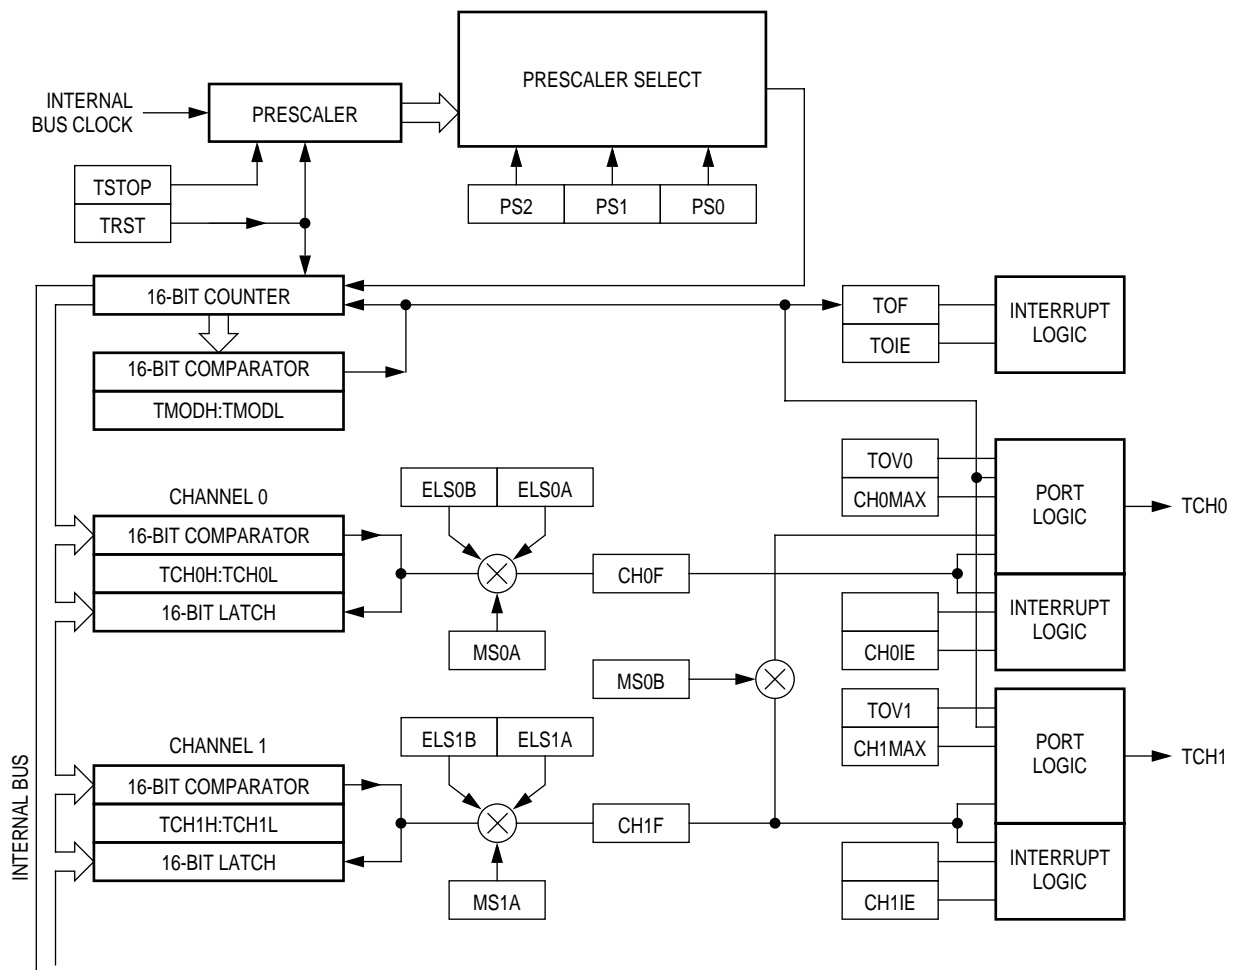 PRESCALER SELECT
INTERNAL
BUS CLOCK
PRESCALER
TSTOP
TRST
PS2
PS1
PS0
16-BIT COUNTER
TOF
TOIE
INTERRUPT
LOGIC
16-BIT COMPARATOR
TMODH:TMODL
TOV0
CH0MAX
PORT
LOGIC
TCH0
ELS0B
ELS0A
CHANNEL 0
16-BIT COMPARATOR
TCH0H:TCH0L
16-BIT LATCH
CH0F
MS0A
INTERRUPT
LOGIC
CH0IE
MS0B
TOV1
CH1MAX
PORT
LOGIC
TCH1
ELS1B
ELS1A
CHANNEL 1
16-BIT COMPARATOR
TCH1H:TCH1L
16-BIT LATCH
CH1F
MS1A
INTERRUPT
LOGIC
CH1IE
INTERNAL BUS